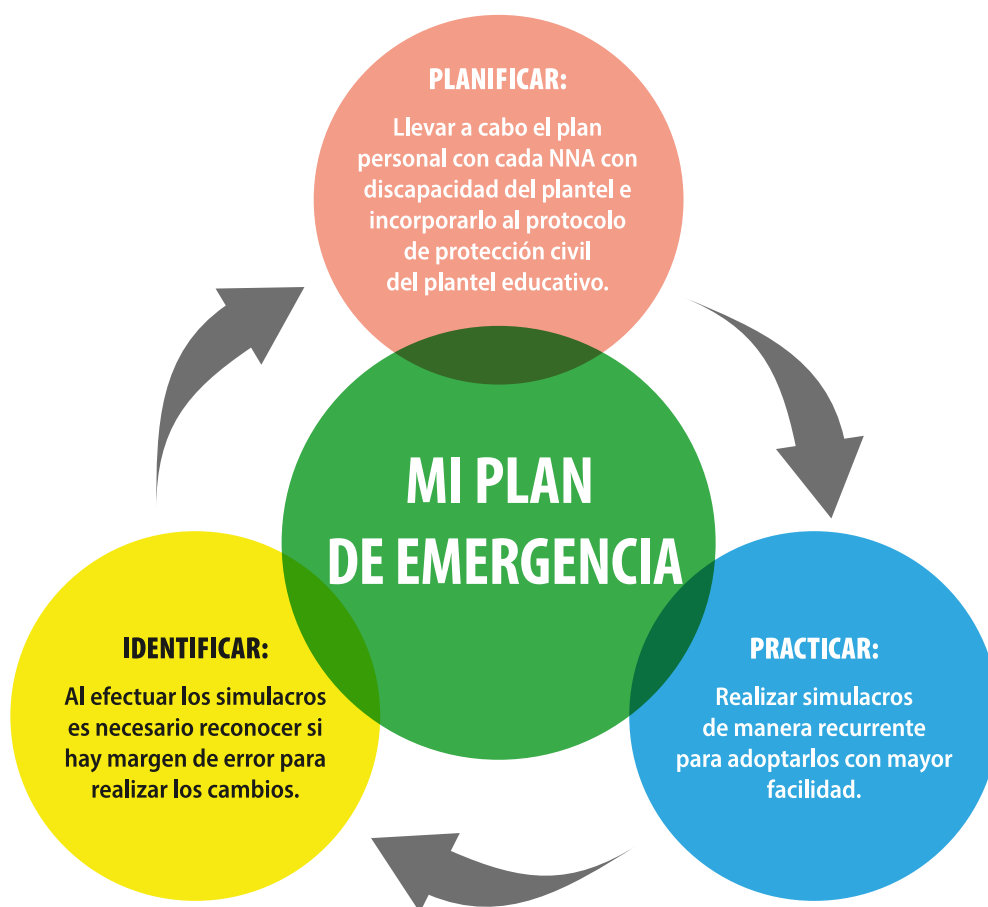 PLANIFICAR:
Llevar a cabo el plan
personal con cada NNA con
discapacidad del plantel e
incorporarlo al protocolo
de protección civil
del plantel educativo.
MI PLAN
DE EMERGENCIA
IDENTIFICAR:
Al efectuar los simulacros
es necesario reconocer si
hay margen de error para
realizar los cambios.
PRACTICAR:
Realizar simulacros
de manera recurrente
para adoptarlos con mayor
facilidad.